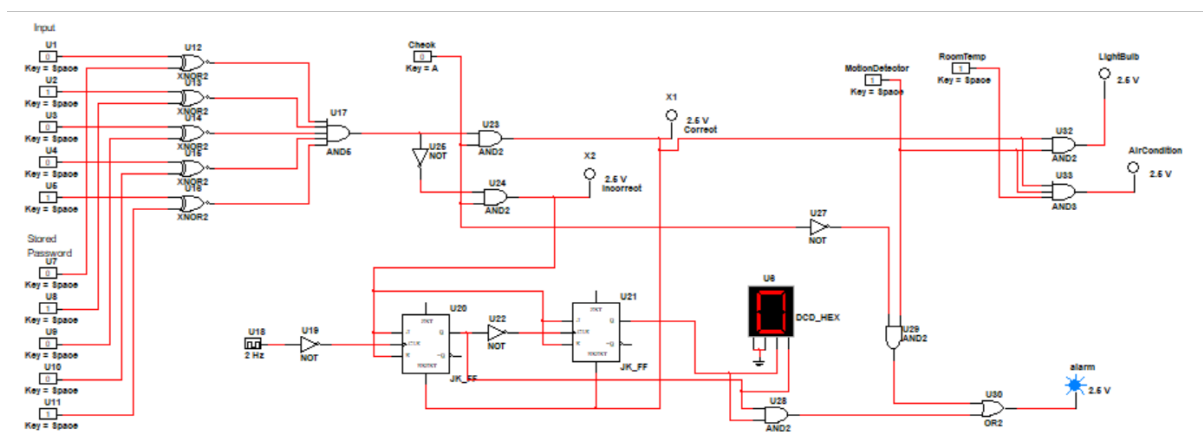 Input
U1
0
Key = Space
U2
1
Key = Space
U3
0
Key = Space
U4
0
Key = Space
U5
1
Key = Space
Stored
Password
U7
0
Key = Space
U8
1
Key = Space
U9
0
Key = Space
U10
0
Key = Space
U11
1
Key = Space
U12
XNOR2
U13
XNOR2
U14
XNOR2
U15
XNOR2
U16
XNOR2
U17
AND5
Check
0
Key = A
U25
NOT
U23
AND2
U24
AND2
X1
2.5 V
Correct
X2
2.5 V
Incorrect
MotionDetector
1
Key = Space
RoomTemp
1
Key = Space
LightBulb
2.5 V
U32
AND2
AirCondition
2.5 V
U33
AND3
U27
NOT
U18
2 Hz
U19
NOT
U20
J
Q
K
~Q
JK_FF
U22
NOT
U21
J
Q
K
~Q
JK_FF
U6
0
DCD_HEX
U29
AND2
U28
AND2
U30
OR2
alarm
2.5 V